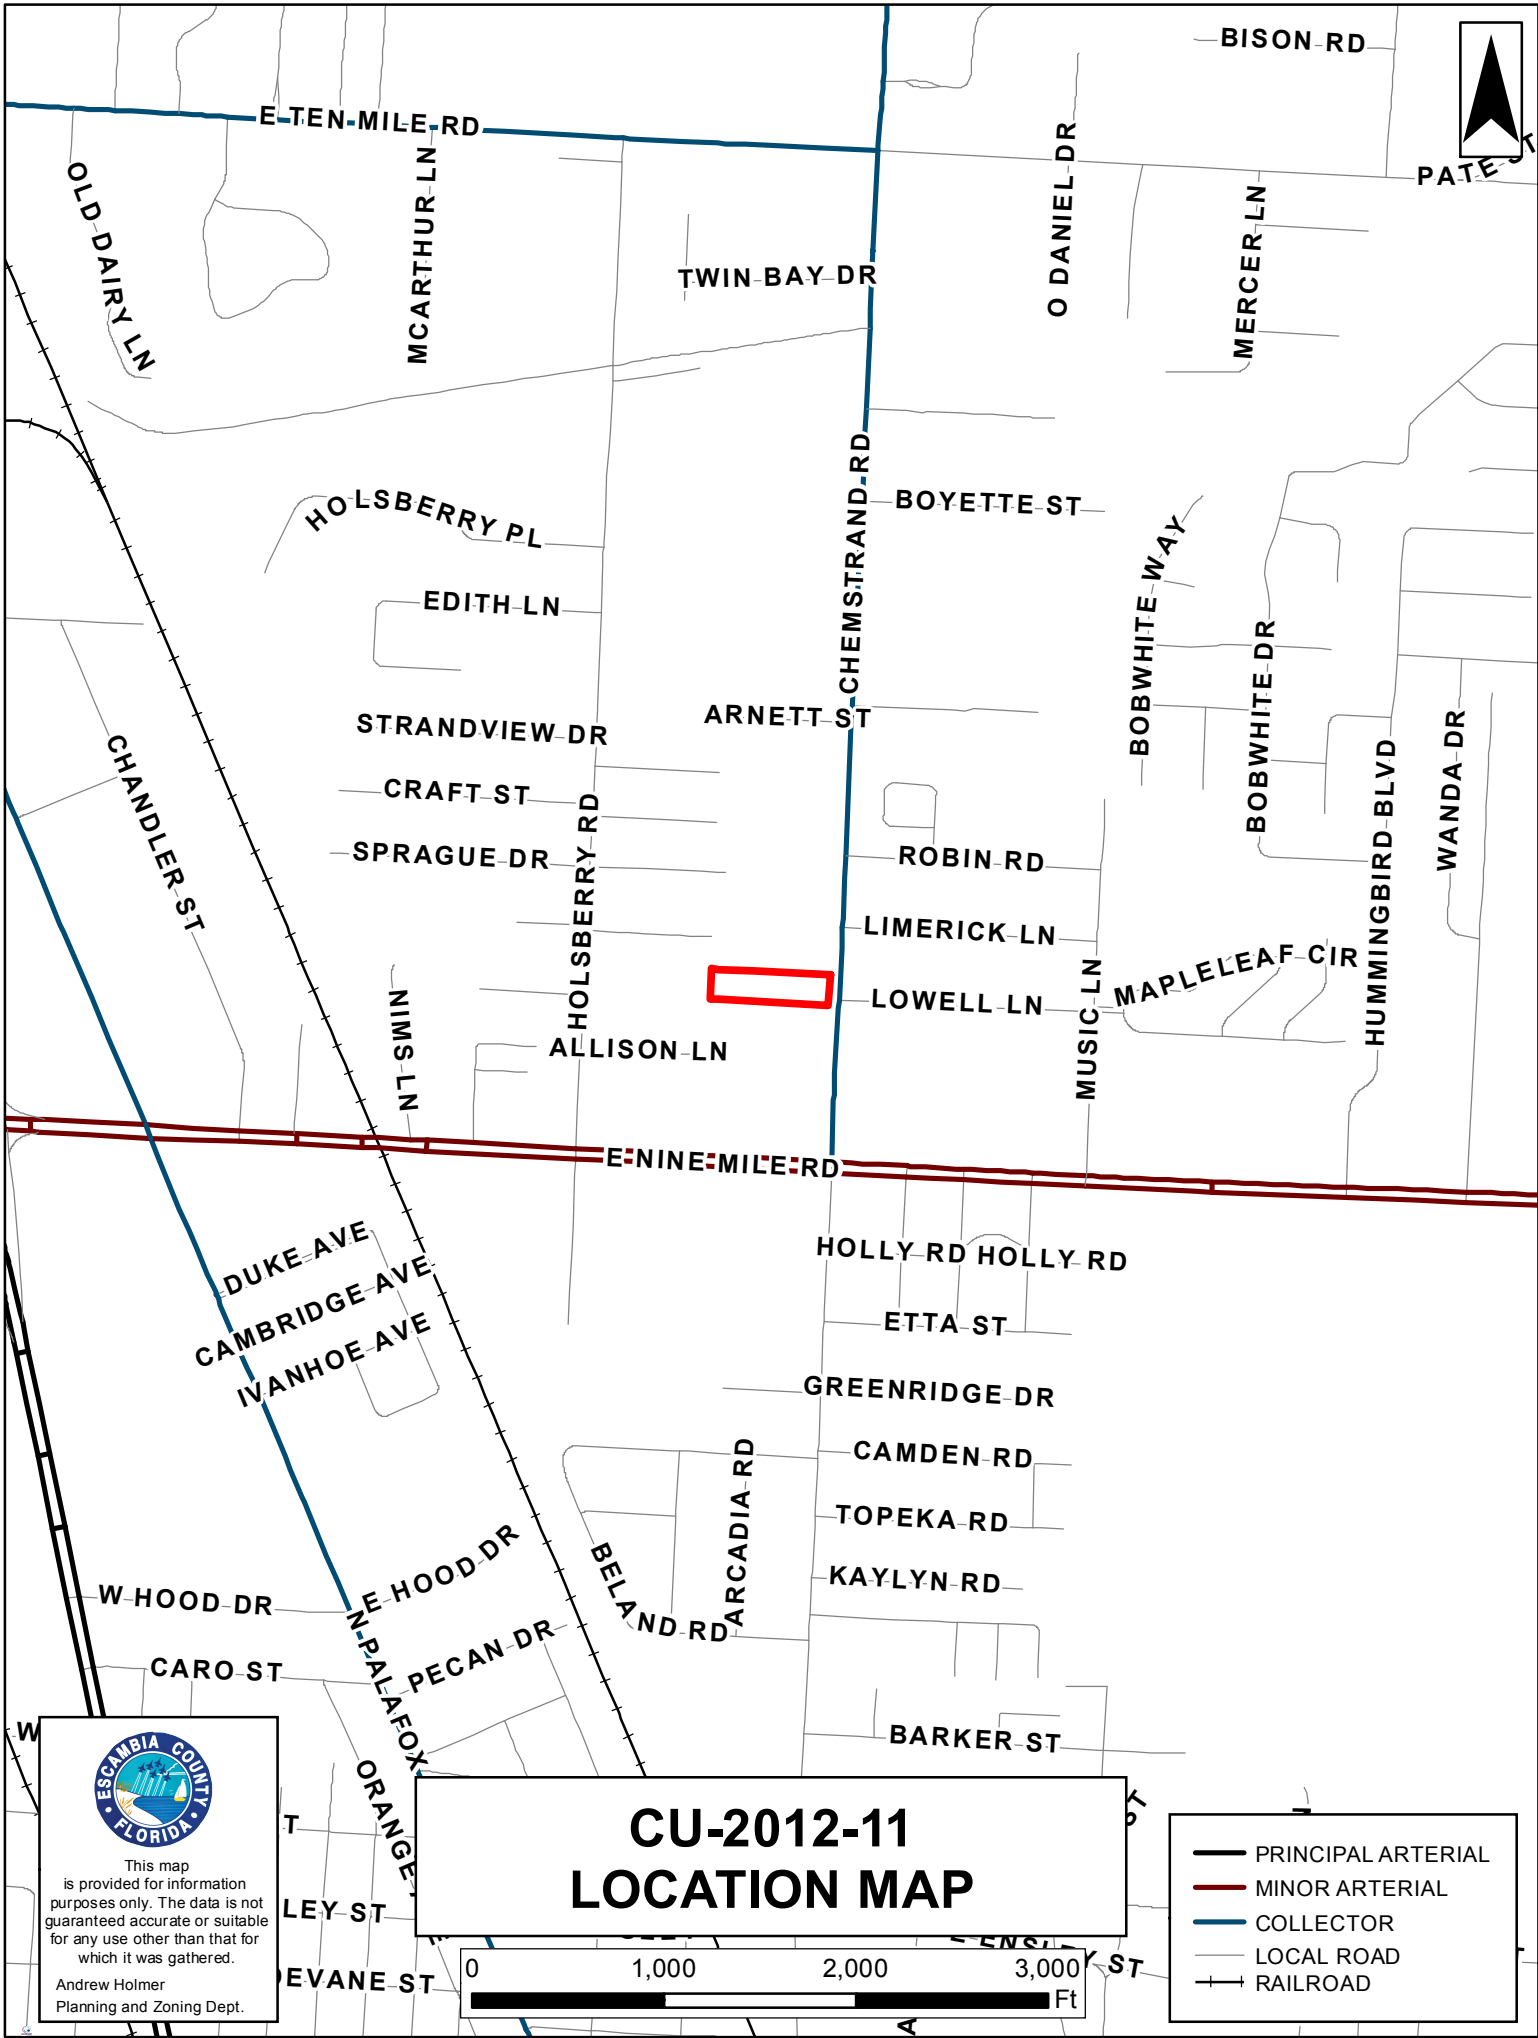 BISON RD
E TEN MILE RD
PATE ST
OLD DAIRY LN
MCARTHUR LN
O DANIEL DR
MERCER LN
TWIN BAY DR
CHEMSTRAND RD
HOLSBERRY PL
BOYETTE ST
BOBWHITE WAY
EDITH LN
BOBWHITE DR
STRANDVIEW DR
ARNETT ST
CHANDLER ST
CRAFT ST
HOLSBERRY RD
HUMMINGBIRD BLVD
WANDA DR
SPRAGUE DR
ROBIN RD
LIMERICK LN
MAPLELEAF CIR
LOWELL LN
MUSIC LN
NIMS LN
ALLISON LN
E NINE MILE RD
DUKE AVE
HOLLY RD HOLLY RD
CAMBRIDGE AVE
ETTA ST
IVANHOE AVE
GREENRIDGE DR
CAMDEN RD
ARCADIA RD
TOPEKA RD
E HOOD DR
BELAND RD
KAYLYN RD
W HOOD DR
N PALAFOX
PECAN DR
CARO ST
BARKER ST
W
ORANGE
T
ST
LEY ST
E ENSLEY ST
DEVANE ST
A
ESCAMBIA COUNTY
FLORIDA
This map
is provided for information
purposes only. The data is not
guaranteed accurate or suitable
for any use other than that for
which it was gathered.
Andrew Holmer
Planning and Zoning Dept.
CU-2012-11
LOCATION MAP
0 1,000 2,000 3,000
Ft
PRINCIPAL ARTERIAL
MINOR ARTERIAL
COLLECTOR
LOCAL ROAD
RAILROAD